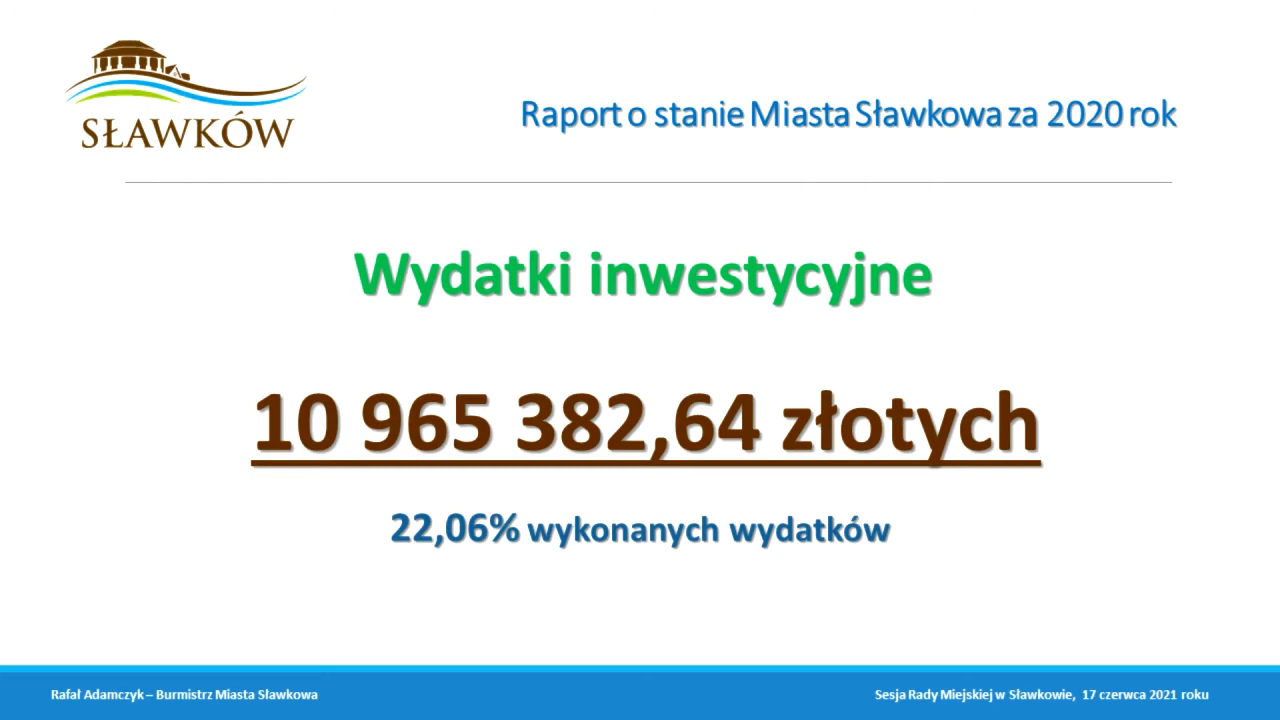 SŁAWKÓW
Raport o stanie Miasta Sławkowa za 2020 rok
Wydatki inwestycyjne
10 965 382,64 złotych
22,06% wykonanych wydatków
Rafał Adamczyk – Burmistrz Miasta Sławkowa
Sesja Rady Miejskiej w Sławkowie, 17 czerwca 2021 roku